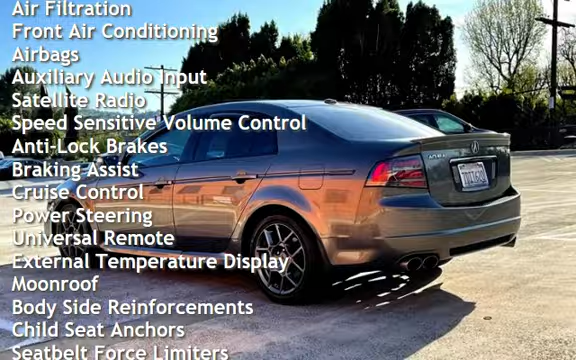 Air Filtration
Front Air Conditioning
Airbags
Auxiliary Audio Input
Satellite Radio
Speed Sensitive Volume Control
Anti-Lock Brakes
Braking Assist
Cruise Control
Power Steering
Universal Remote
External Temperature Display
Moonroof
Body Side Reinforcements
Child Seat Anchors
Seatbelt Force Limiters